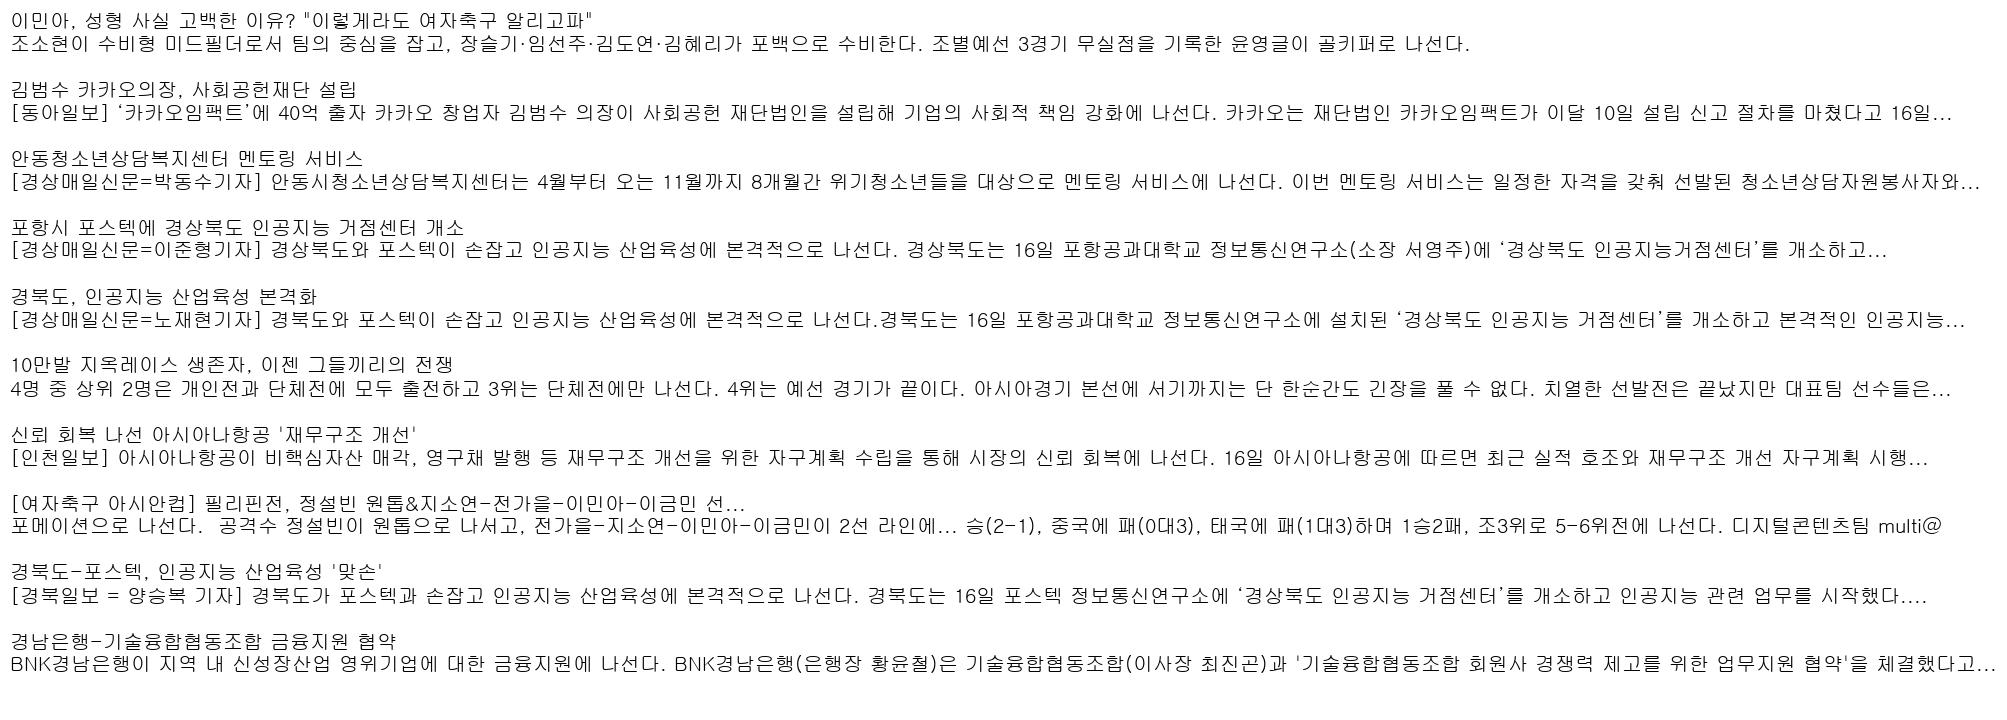 이민아, 성형 사실 고백한 이유? "이렇게라도 여자축구 알리고파"
조소현이 수비형 미드필더로서 팀의 중심을 잡고, 장슬기·임선주·김도연·김혜리가 포백으로 수비한다. 조별예선 3경기 무실점을 기록한 윤영글이 골키퍼로 나선다.
김범수 카카오의장, 사회공헌재단 설립
[동아일보] ‘카카오임팩트’에 40억 출자 카카오 창업자 김범수 의장이 사회공헌 재단법인을 설립해 기업의 사회적 책임 강화에 나선다. 카카오는 재단법인 카카오임팩트가 이달 10일 설립 신고 절차를 마쳤다고 16일...
안동청소년상담복지센터 멘토링 서비스
[경상매일신문=박동수기자] 안동시청소년상담복지센터는 4월부터 오는 11월까지 8개월간 위기청소년들을 대상으로 멘토링 서비스에 나선다. 이번 멘토링 서비스는 일정한 자격을 갖춰 선발된 청소년상담자원봉사자와...
포항시 포스텍에 경상북도 인공지능 거점센터 개소
[경상매일신문=이준형기자] 경상북도와 포스텍이 손잡고 인공지능 산업육성에 본격적으로 나선다. 경상북도는 16일 포항공과대학교 정보통신연구소(소장 서영주)에 ‘경상북도 인공지능거점센터’를 개소하고...
경북도, 인공지능 산업육성 본격화
[경상매일신문=노재현기자] 경북도와 포스텍이 손잡고 인공지능 산업육성에 본격적으로 나선다.경북도는 16일 포항공과대학교 정보통신연구소에 설치된 ‘경상북도 인공지능 거점센터’를 개소하고 본격적인 인공지능...
10만발 지옥레이스 생존자, 이젠 그들끼리의 전쟁
4명 중 상위 2명은 개인전과 단체전에 모두 출전하고 3위는 단체전에만 나선다. 4위는 예선 경기가 끝이다. 아시아경기 본선에 서기까지는 단 한순간도 긴장을 풀 수 없다. 치열한 선발전은 끝났지만 대표팀 선수들은...
신뢰 회복 나선 아시아나항공 '재무구조 개선'
[인천일보] 아시아나항공이 비핵심자산 매각, 영구채 발행 등 재무구조 개선을 위한 자구계획 수립을 통해 시장의 신뢰 회복에 나선다. 16일 아시아나항공에 따르면 최근 실적 호조와 재무구조 개선 자구계획 시행...
[여자축구 아시안컵] 필리핀전, 정설빈 원톱&지소연-전가을-이민아-이금민 선...
포메이션으로 나선다.  공격수 정설빈이 원톱으로 나서고, 전가을-지소연-이민아-이금민이 2선 라인에... 승(2-1), 중국에 패(0대3), 태국에 패(1대3)하며 1승2패, 조3위로 5-6위전에 나선다. 디지털콘텐츠팀 multi@
경북도-포스텍, 인공지능 산업육성 '맞손'
[경북일보 = 양승복 기자] 경북도가 포스텍과 손잡고 인공지능 산업육성에 본격적으로 나선다. 경북도는 16일 포스텍 정보통신연구소에 ‘경상북도 인공지능 거점센터’를 개소하고 인공지능 관련 업무를 시작했다....
경남은행-기술융합협동조합 금융지원 협약
BNK경남은행이 지역 내 신성장산업 영위기업에 대한 금융지원에 나선다. BNK경남은행(은행장 황윤철)은 기술융합협동조합(이사장 최진곤)과 '기술융합협동조합 회원사 경쟁력 제고를 위한 업무지원 협약'을 체결했다고...